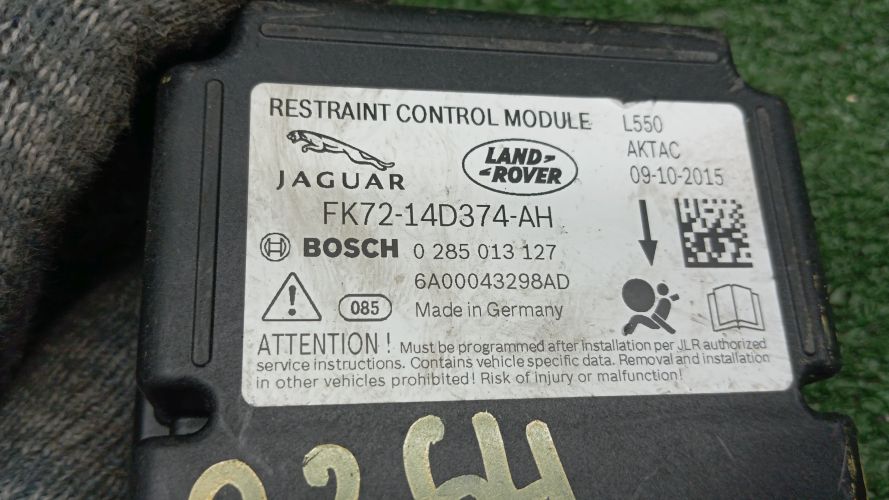 RESTRAINT CONTROL MODULE L550
AKTAC
09-10-2015
JAGUAR
LAND-
ROVER
FK72-14D374-AH
BOSCH 0 285 013 127
6A00043298AD
085 Made in Germany
ATTENTION ! Must be programmed after installation per JLR authorized
service instructions. Contains vehicle specific data. Removal and installation
in other vehicles prohibited! Risk of injury or malfunction!